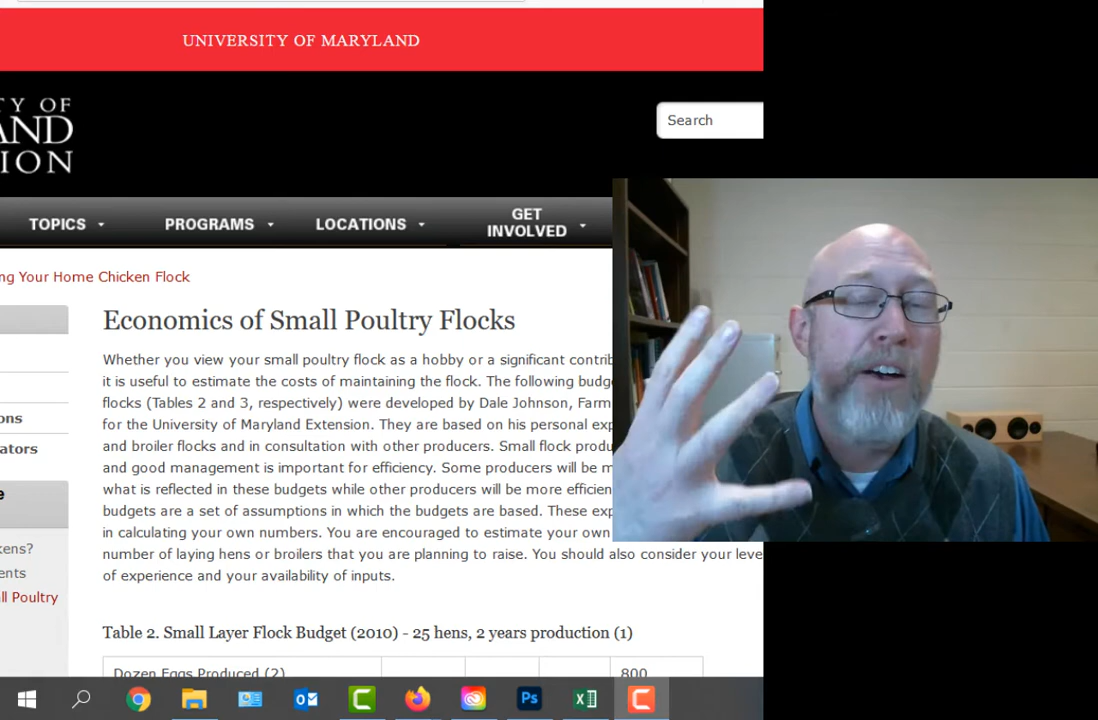 UNIVERSITY OF MARYLAND
TY OF
AND
ION
Search
TOPICS PROGRAMS LOCATIONS GET INVOLVED
ng Your Home Chicken Flock
Economics of Small Poultry Flocks
Whether you view your small poultry flock as a hobby or a significant contrib
it is useful to estimate the costs of maintaining the flock. The following budg
flocks (Tables 2 and 3, respectively) were developed by Dale Johnson, Farm
for the University of Maryland Extension. They are based on his personal exp
and broiler flocks and in consultation with other producers. Small flock produ
and good management is important for efficiency. Some producers will be m
what is reflected in these budgets while other producers will be more efficien
budgets are a set of assumptions in which the budgets are based. These exp
in calculating your own numbers. You are encouraged to estimate your own
number of laying hens or broilers that you are planning to raise. You should also consider your leve
of experience and your availability of inputs.
ons
ators
e
kens?
ents
ll Poultry
Table 2. Small Layer Flock Budget (2010) - 25 hens, 2 years production (1)
Dozen Eggs Produced (2) 800
Ps